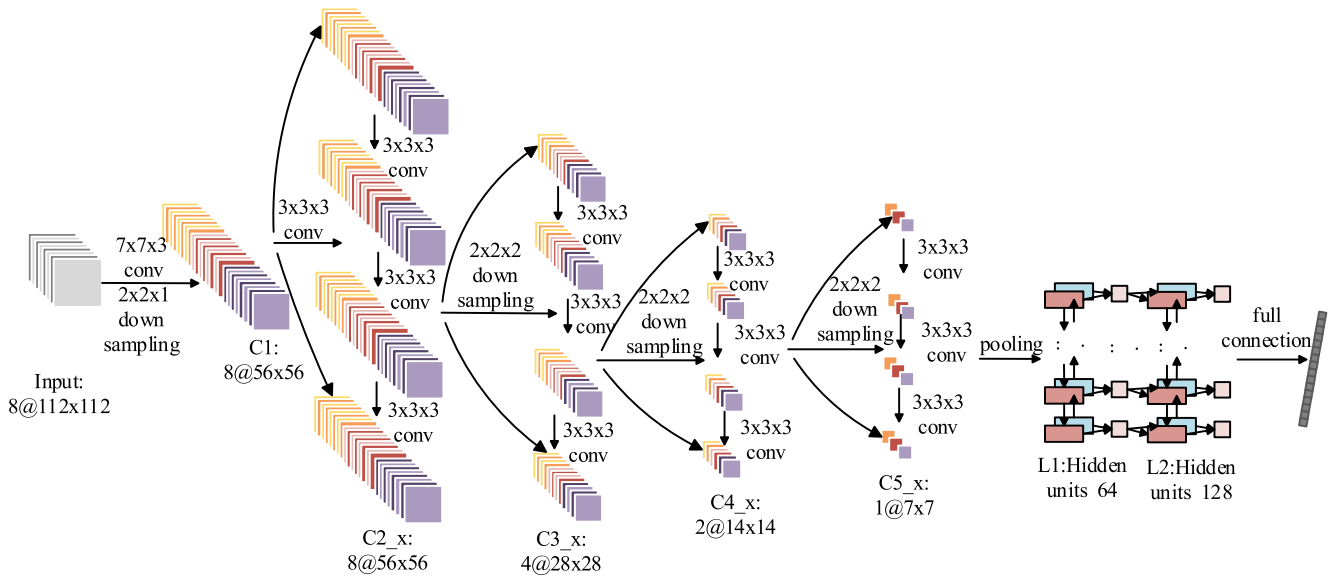 Input:
8@112x112
7x7x3
conv
2x2x1
down
sampling
C1:
8@56x56
3x3x3
conv
3x3x3
conv
3x3x3
conv
3x3x3
conv
C2_x:
8@56x56
2x2x2
down
sampling
3x3x3
conv
3x3x3
conv
3x3x3
conv
C3_x:
4@28x28
2x2x2
down
sampling
3x3x3
conv
3x3x3
conv
3x3x3
conv
C4_x:
2@14x14
2x2x2
down
sampling
3x3x3
conv
3x3x3
conv
3x3x3
conv
C5_x:
1@7x7
pooling
L1:Hidden
units 64
L2:Hidden
units 128
full
connection